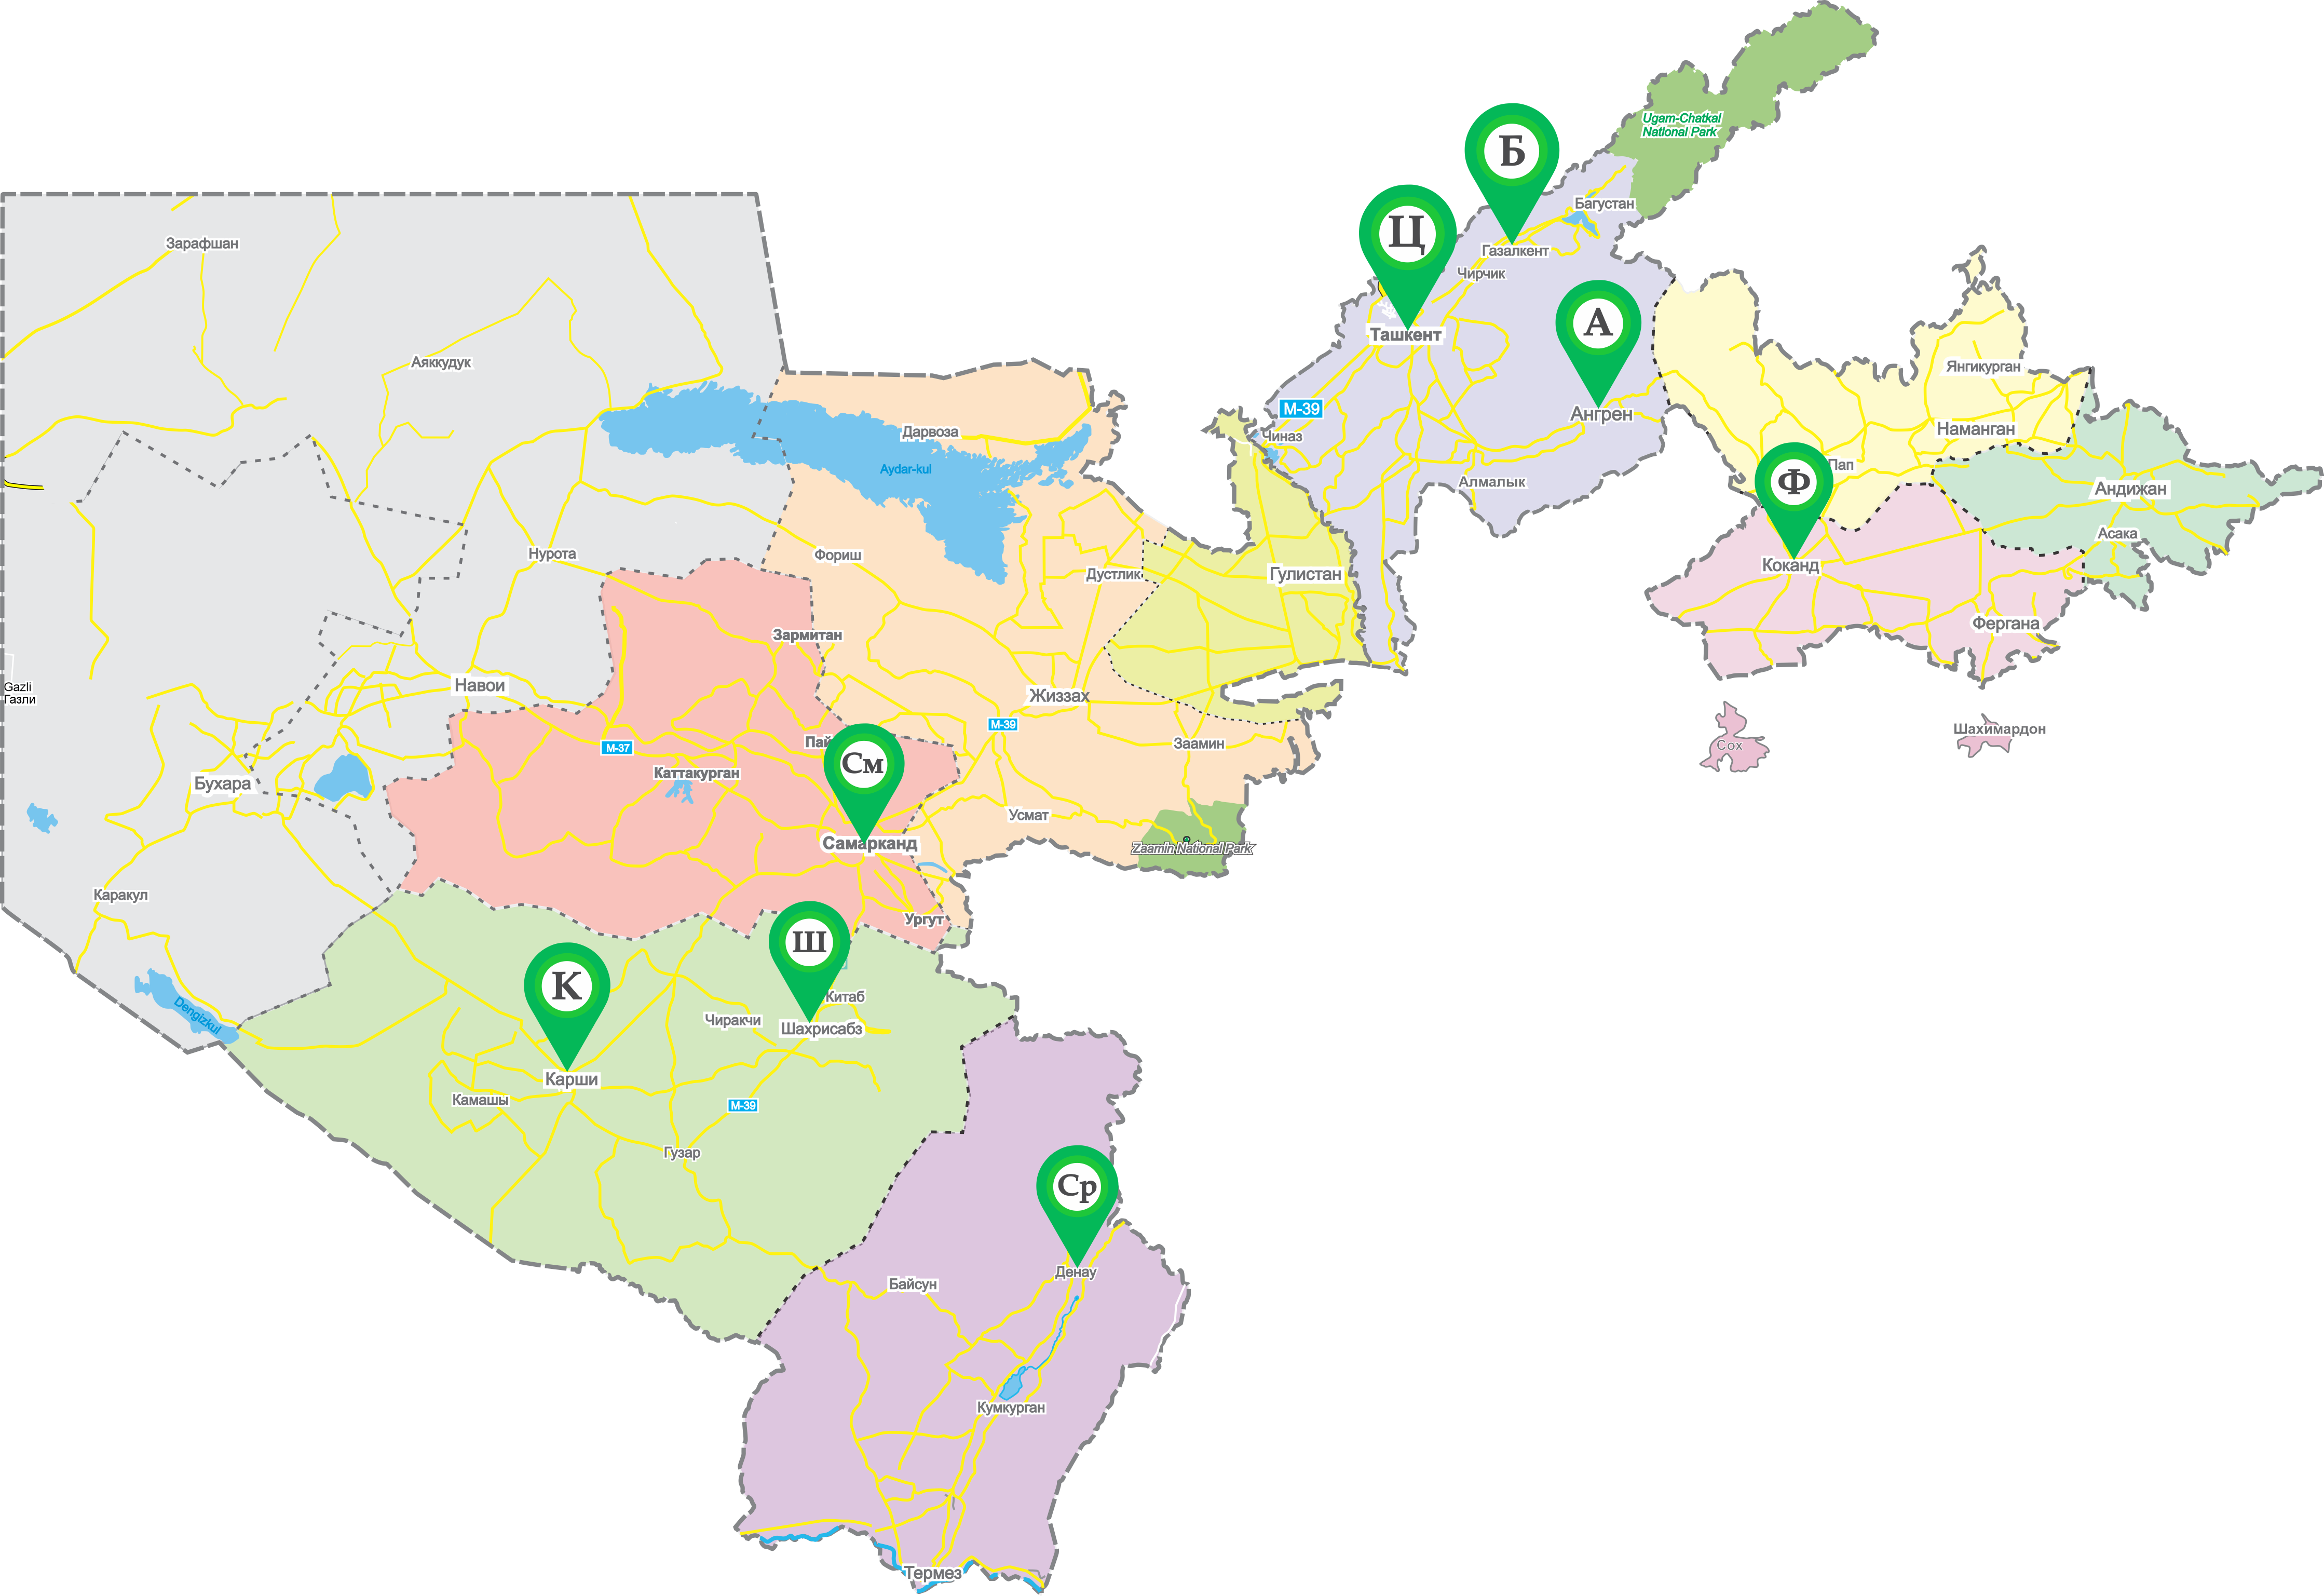 Ugam-Chatkal
National Park
Б
Багустан
Ц
Газалкент
Чирчик
Зарафшан
А
Ташкент
Аяккудук
Янгикурган
М-39
Ангрен
Наманган
Дарвоза
Чиназ
Aydar-kul
Пап
Ф
Алмалык
Андижан
Асака
Нурота
Фориш
Дустлик
Гулистан
Коканд
Фергана
Зармитан
Gazli
Газли
Навои
Жиззах
М-39
Шахимардон
Сох
М-37
Пай
Заамин
См
Каттакурган
Бухара
Усмат
Самарканд
Zaamin National Park
Каракул
Ургут
Ш
К
Китаб
Dengizkul
Чиракчи
Шахрисабз
Карши
Камашы
М-39
Гузар
Ср
Денау
Байсун
Кумкурган
Термез